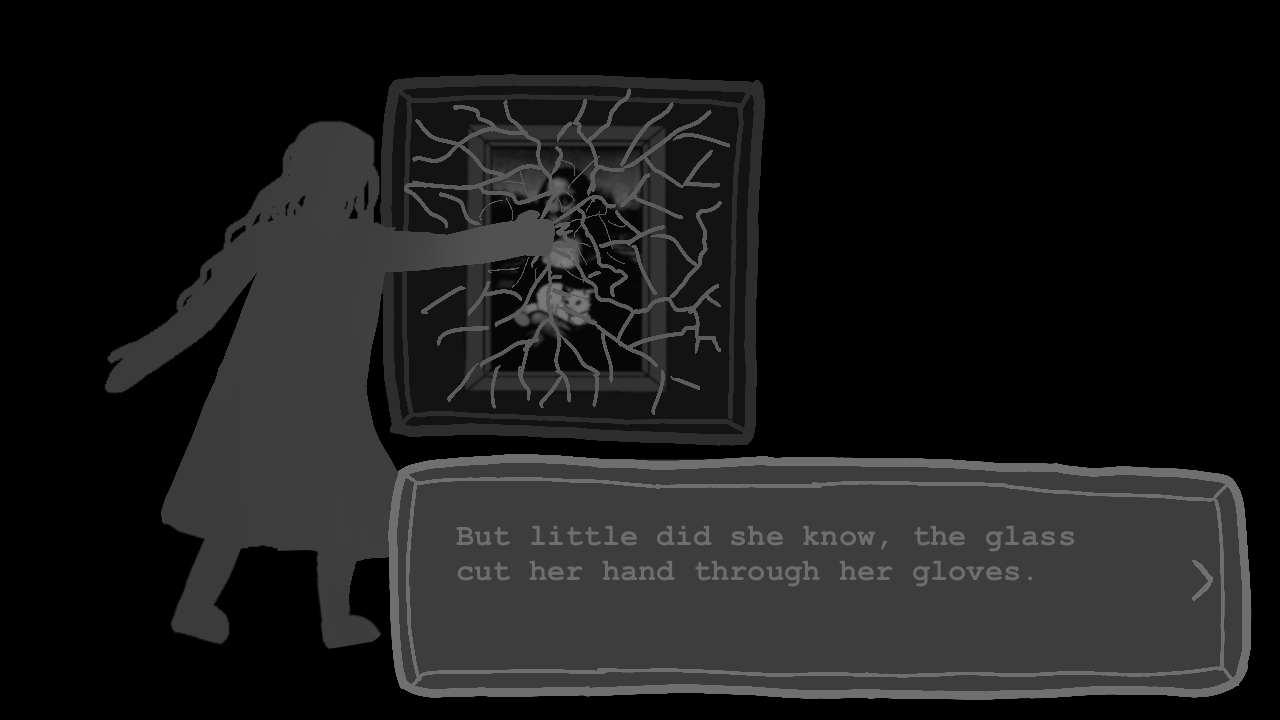 But little did she know, the glass
cut her hand through her gloves.